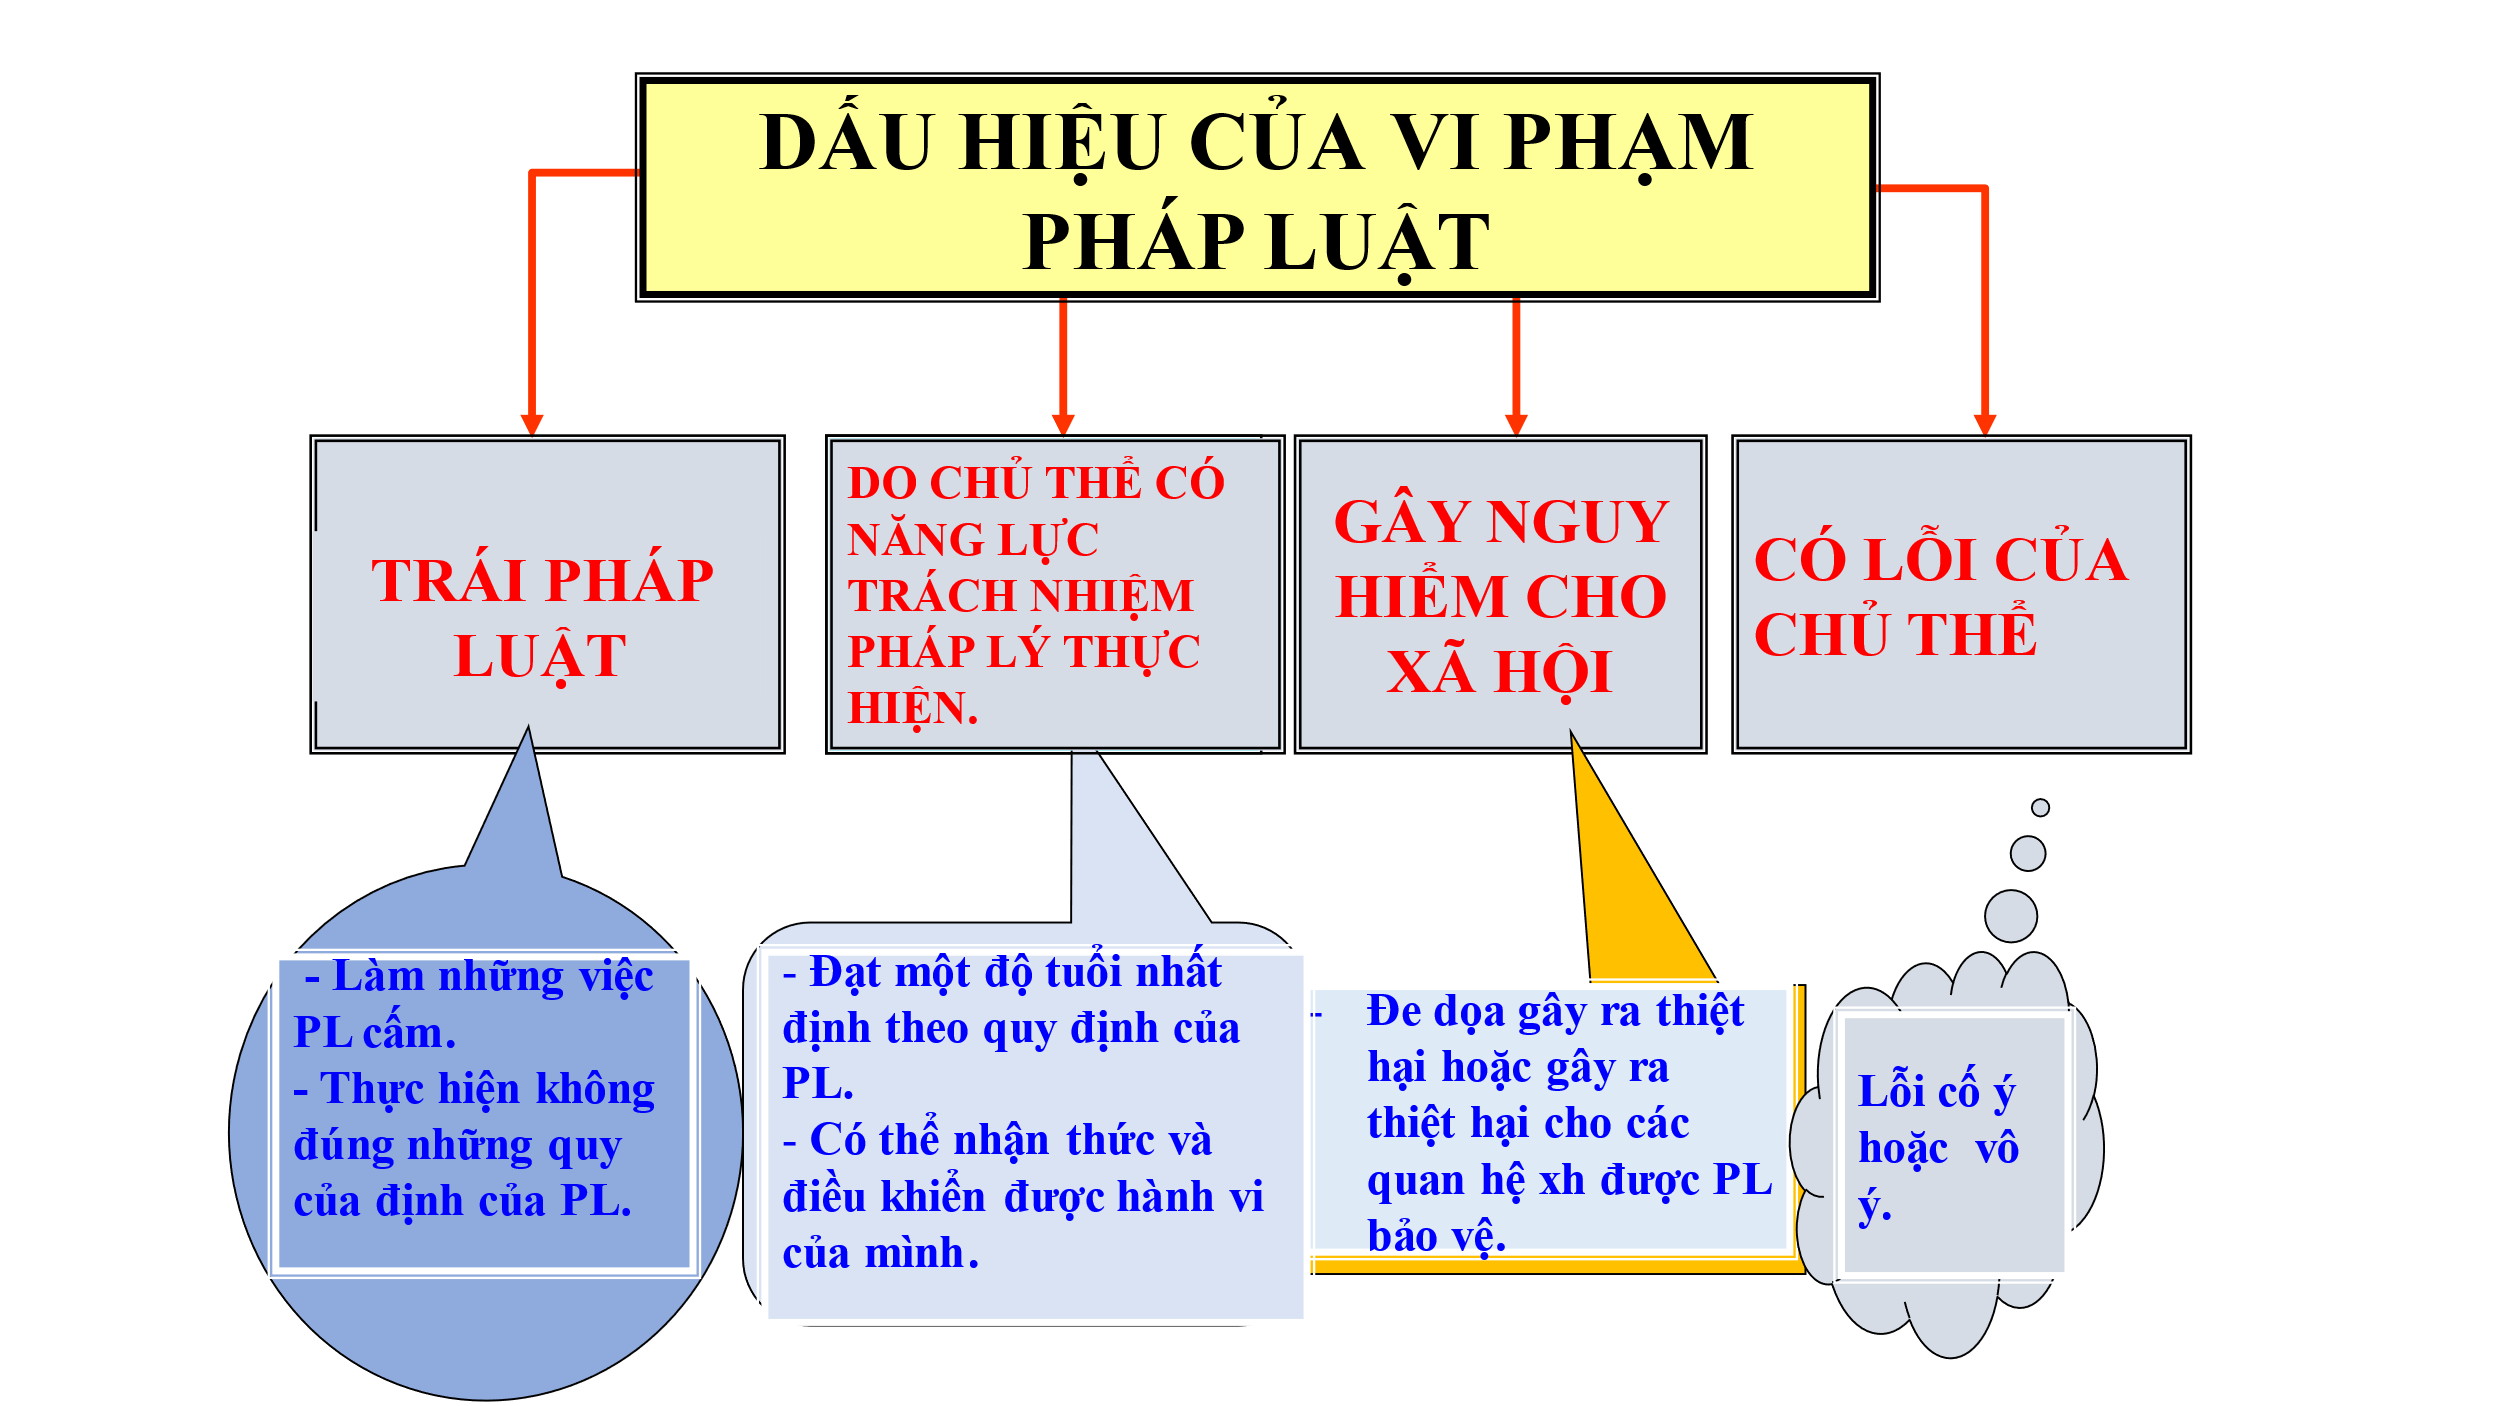 DẤU HIỆU CỦA VI PHẠM
PHÁP LUẬT
TRÁI PHÁP
LUẬT
DO CHỦ THỂ CÓ
NĂNG LỰC
TRÁCH NHIỆM
PHÁP LÝ THỰC
HIỆN.
GÂY NGUY
HIỂM CHO
XÃ HỘI
CÓ LỖI CỦA
CHỦ THỂ
- Làm những việc
PL cấm.
- Thực hiện không
đúng những quy
của định của PL.
- Đạt một độ tuổi nhất
định theo quy định của
PL.
- Có thể nhận thức và
điều khiển được hành vi
của mình.
- Đe dọa gây ra thiệt
hại hoặc gây ra
thiệt hại cho các
quan hệ xh được PL
bảo vệ.
Lỗi cố ý
hoặc vô
ý.